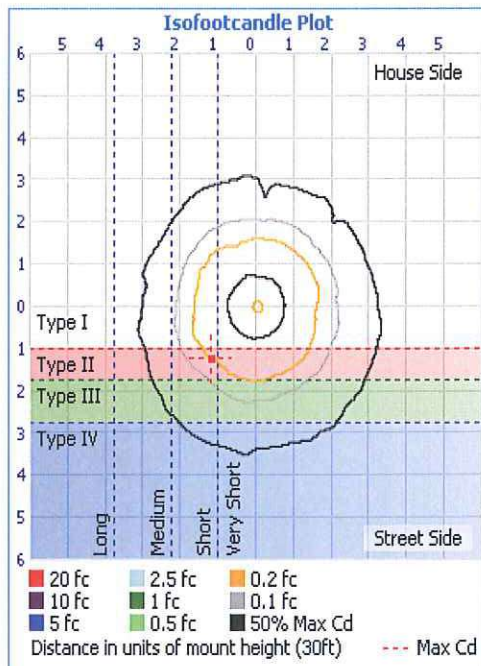 Isofootcandle Plot
5 4 3 2 1 0 1 2 3 4 5
6
5
4
3
2
1
0
1
2
3
4
5
6
House Side
Type I
Type II
Type III
Type IV
Long
Medium
Short
Very Short
Street Side
20 fc 2.5 fc 0.2 fc
10 fc 1 fc 0.1 fc
5 fc 0.5 fc 50% Max Cd
Distance in units of mount height (30ft) Max Cd